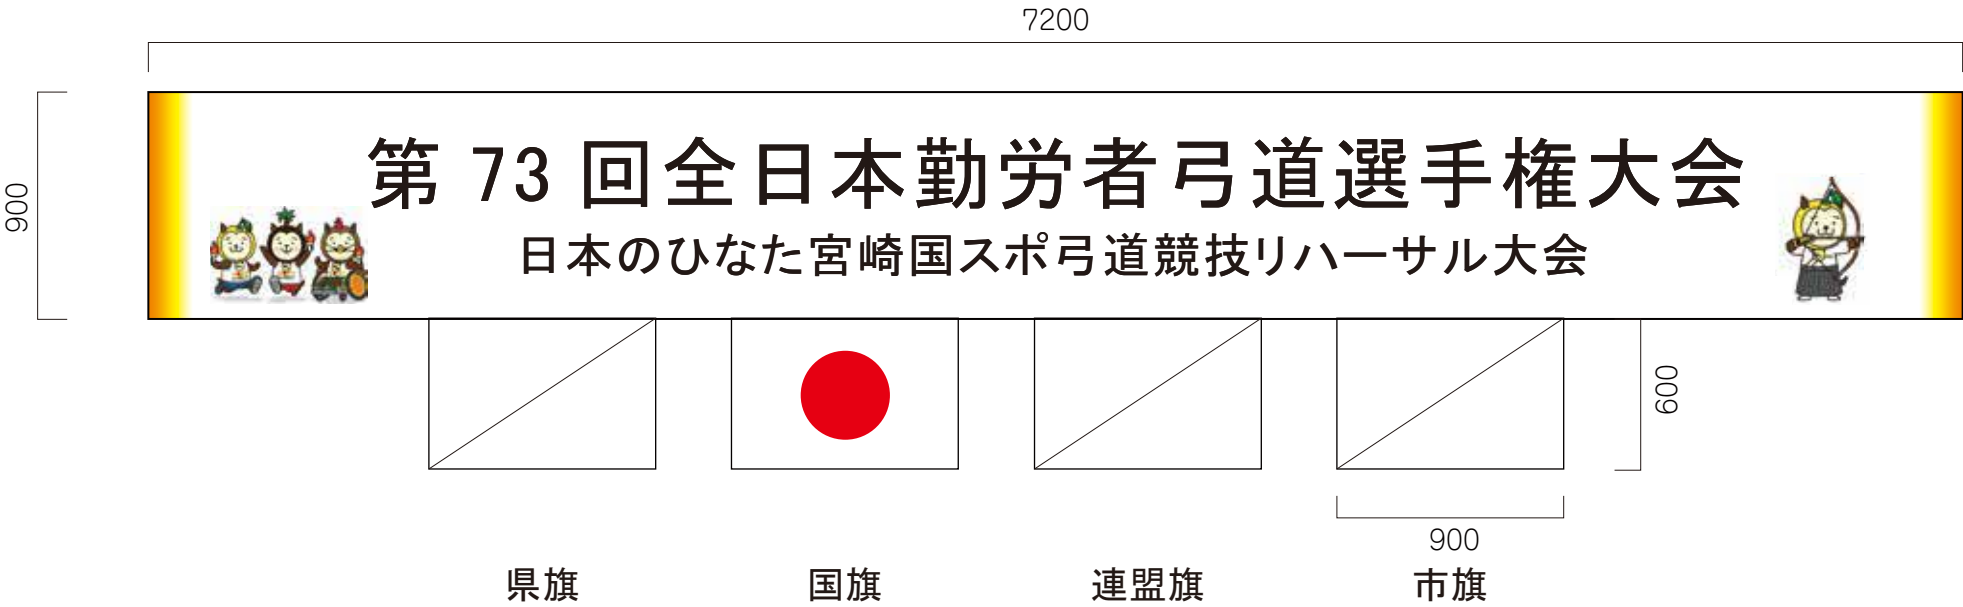 7200
900
第 73 回全日本勤労者弓道選手権大会
日本のひなた宮崎国スポ弓道競技リハーサル大会
600
900
県旗
国旗
連盟旗
市旗